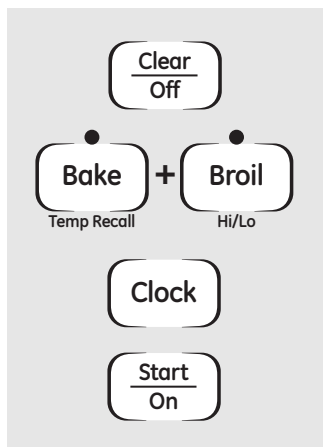 Clear
Off
Bake + Broil
Temp Recall Hi/Lo
Clock
Start
On